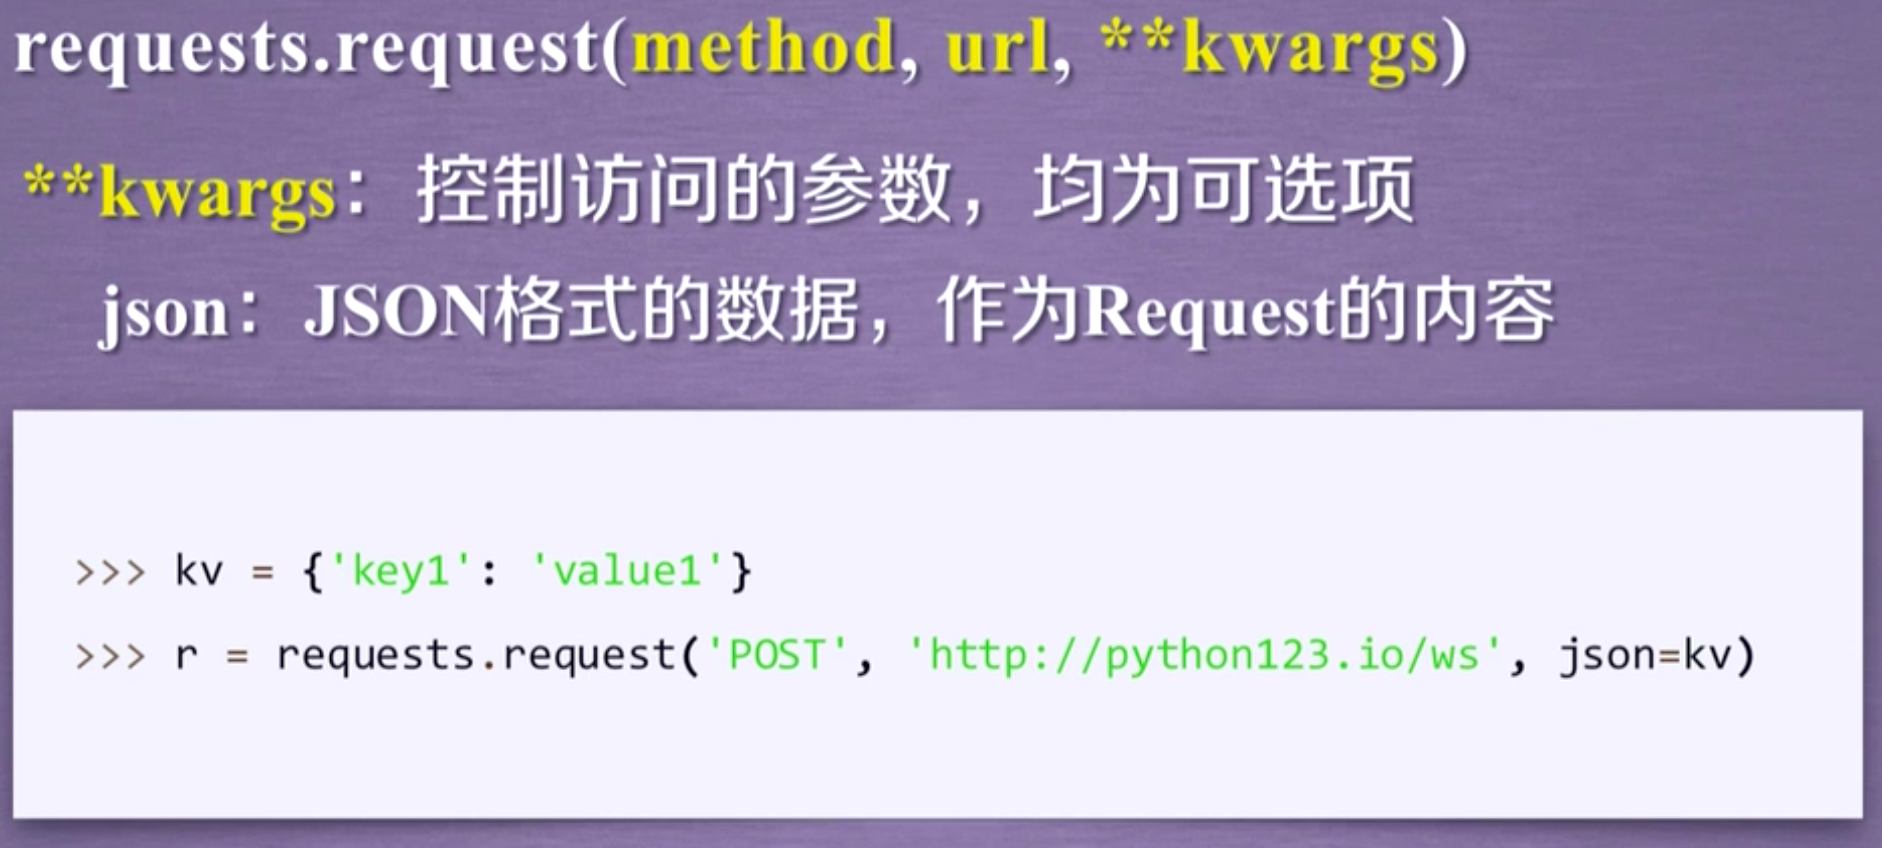 requests.request(method, url, **kwargs)
**kwargs：控制访问的参数，均为可选项
json：JSON格式的数据，作为Request的内容
>>> kv = {'key1': 'value1'}
>>> r = requests.request('POST', 'http://python123.io/ws', json=kv)